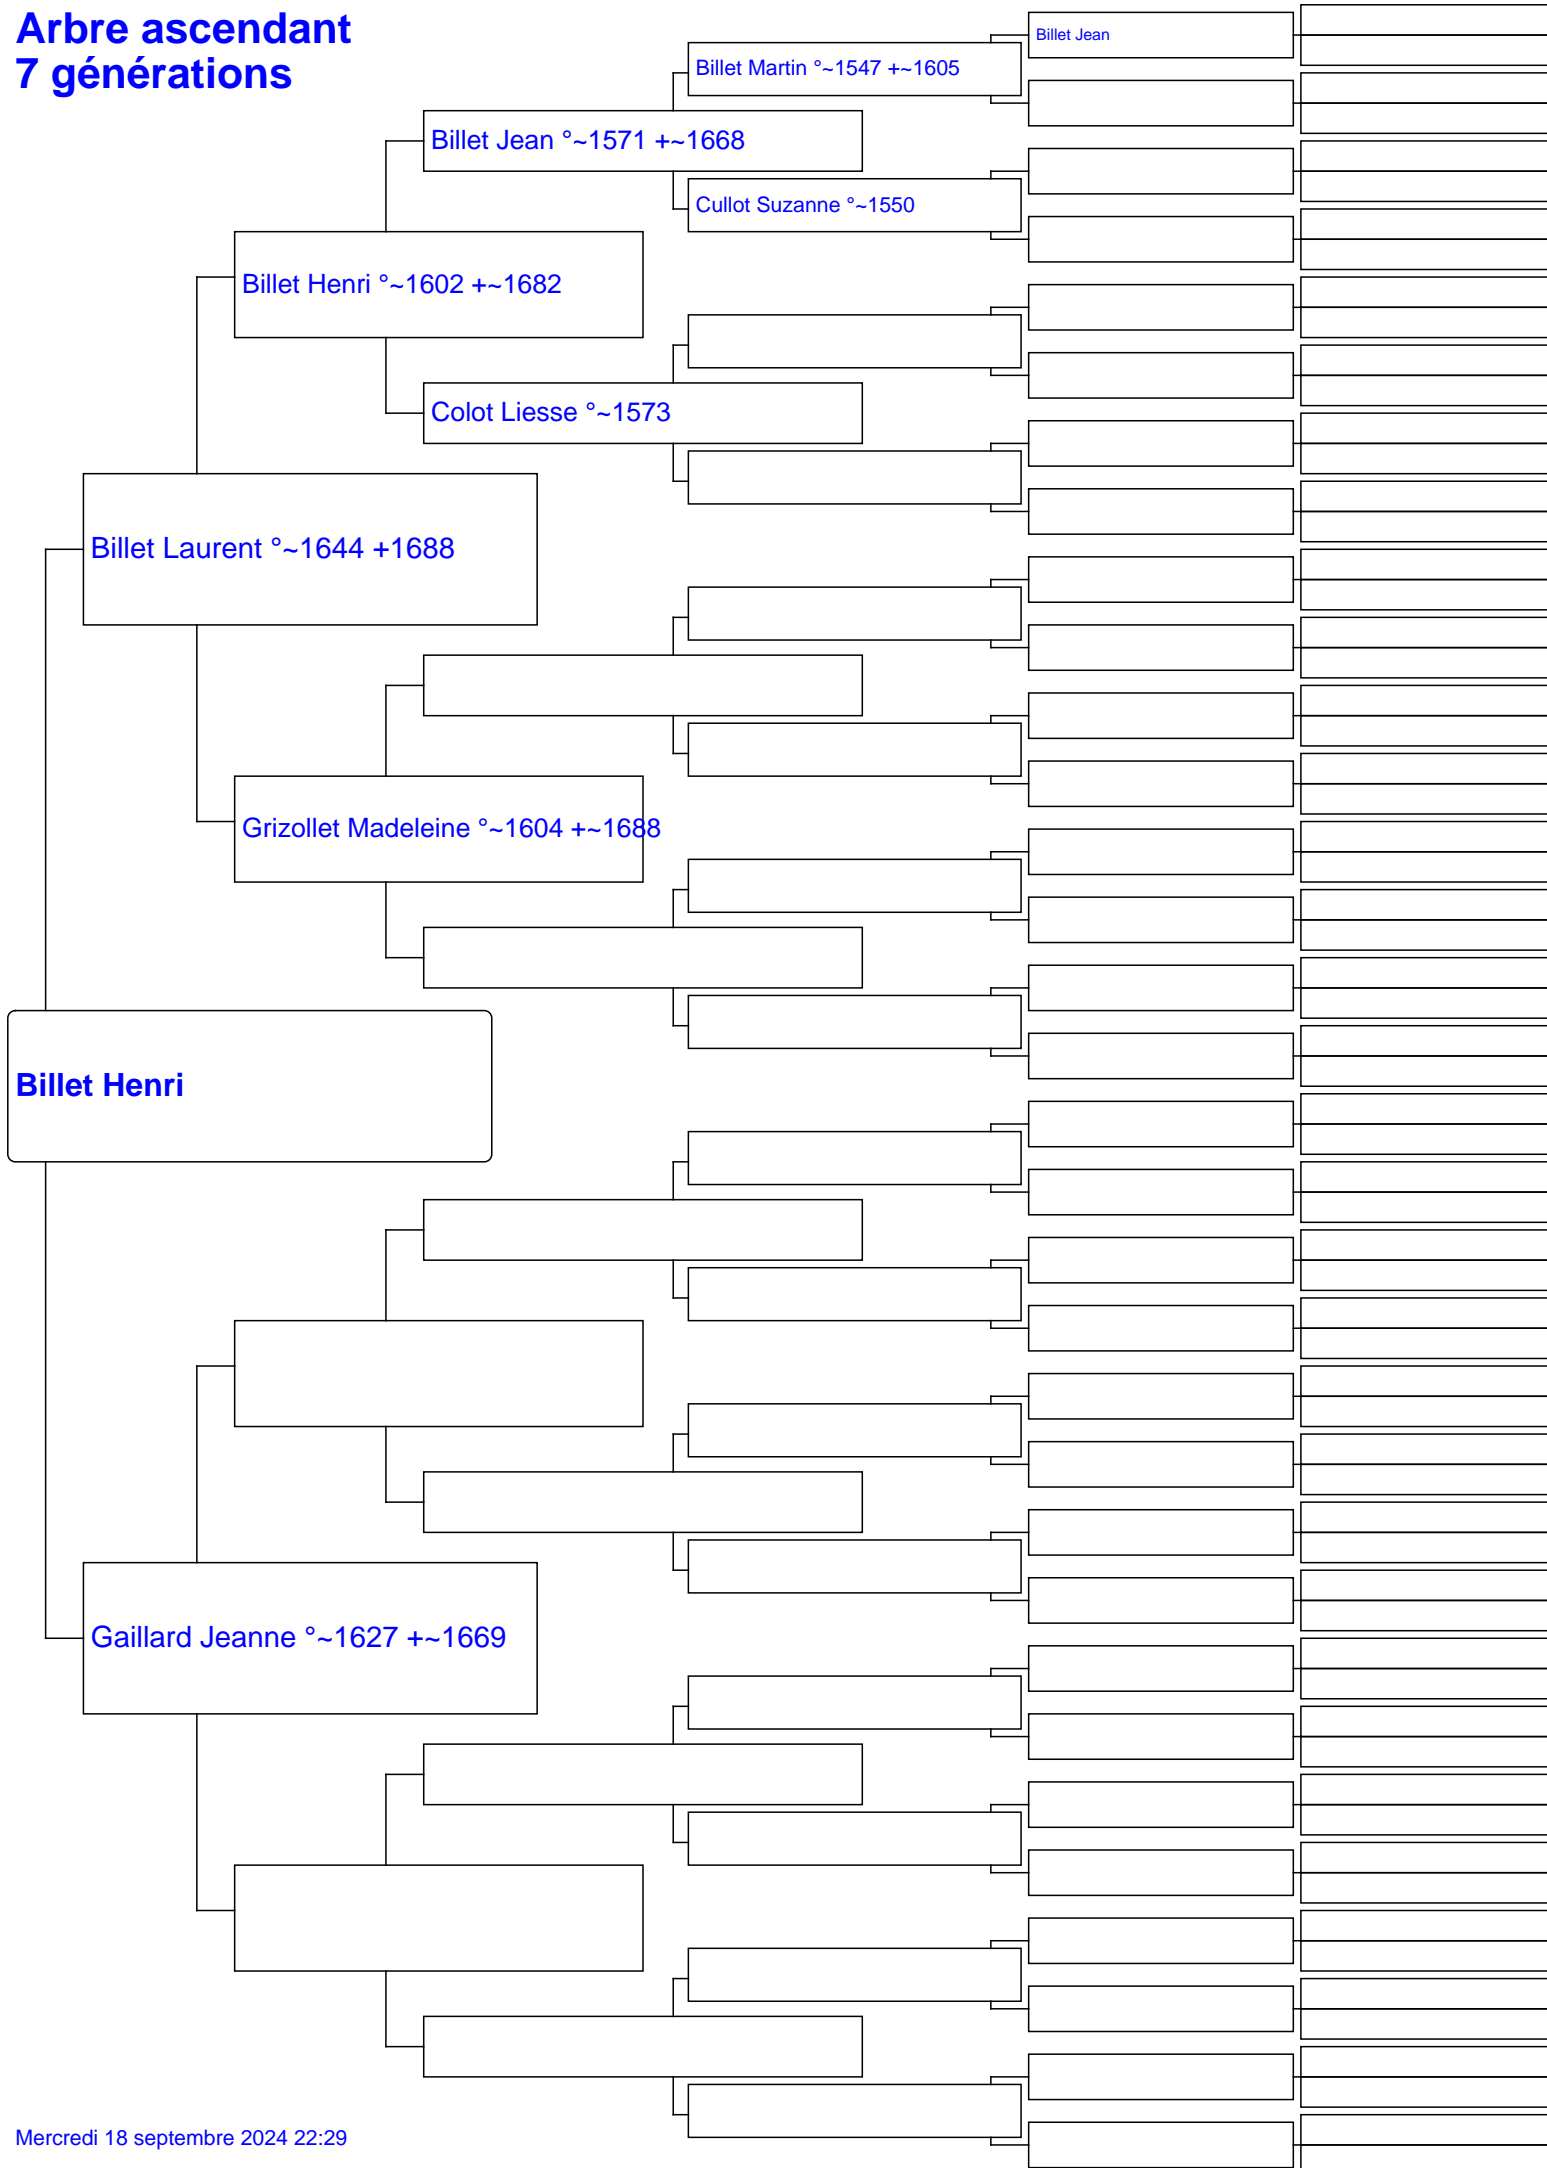 Arbre ascendant
7 générations
Billet Jean
Billet Martin °~1547 +~1605
Billet Jean °~1571 +~1668
Cullot Suzanne °~1550
Billet Henri °~1602 +~1682
Colot Liesse °~1573
Billet Laurent °~1644 +1688
Grizollet Madeleine °~1604 +~1688
Billet Henri
Gaillard Jeanne °~1627 +~1669
Mercredi 18 septembre 2024 22:29